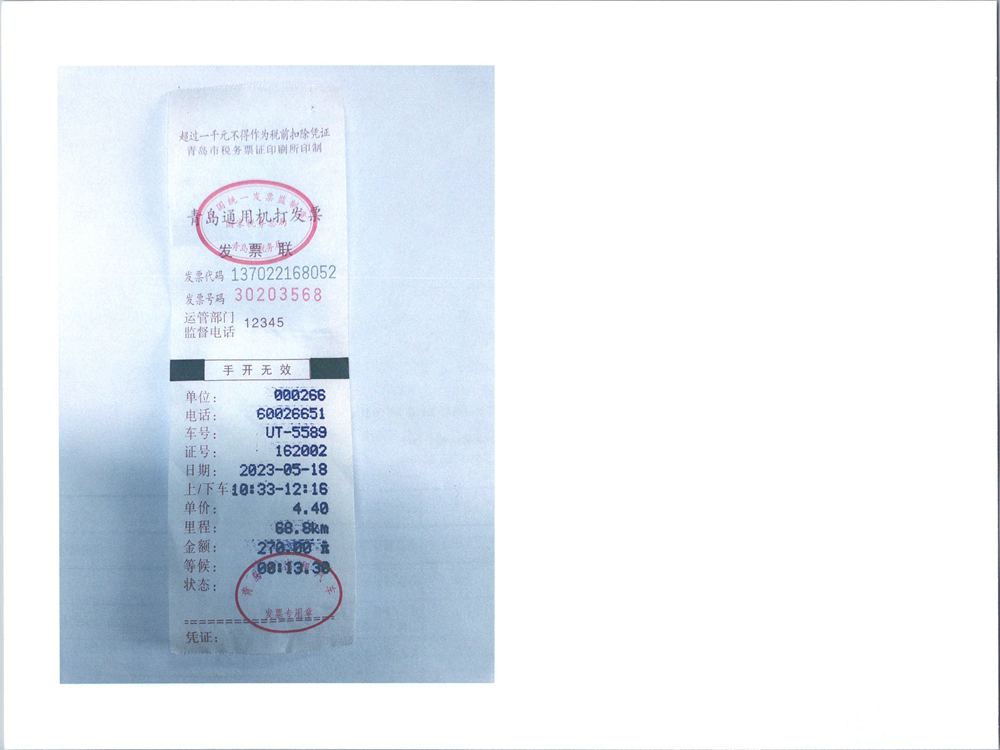 超过一千元不得作为税前扣除凭证
青岛市税务票证印刷所印制
青岛通用机打发票
发票联
发票代码 137022168052
发票号码 30203568
运管部门
监督电话 12345
手开无效
单位: 000266
电话: 60026651
车号: UT-5589
证号: 162002
日期: 2023-05-18
上/下车 10:33-12:16
单价: 4.40
里程: 68.8km
金额: 270.00 元
等候: 00:13.30
状态:
发票专用章
凭证: